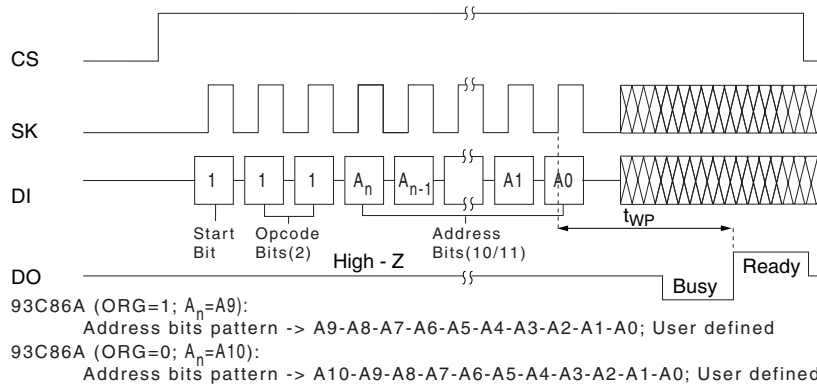 CS
SK
DI
1 1 1 An An-1 A1 A0
Start Bit
Opcode Bits(2)
Address Bits(10/11)
tWP
High - Z
DO
Busy
Ready
93C86A (ORG=1; An=A9):
Address bits pattern -> A9-A8-A7-A6-A5-A4-A3-A2-A1-A0; User defined
93C86A (ORG=0; An=A10):
Address bits pattern -> A10-A9-A8-A7-A6-A5-A4-A3-A2-A1-A0; User defined